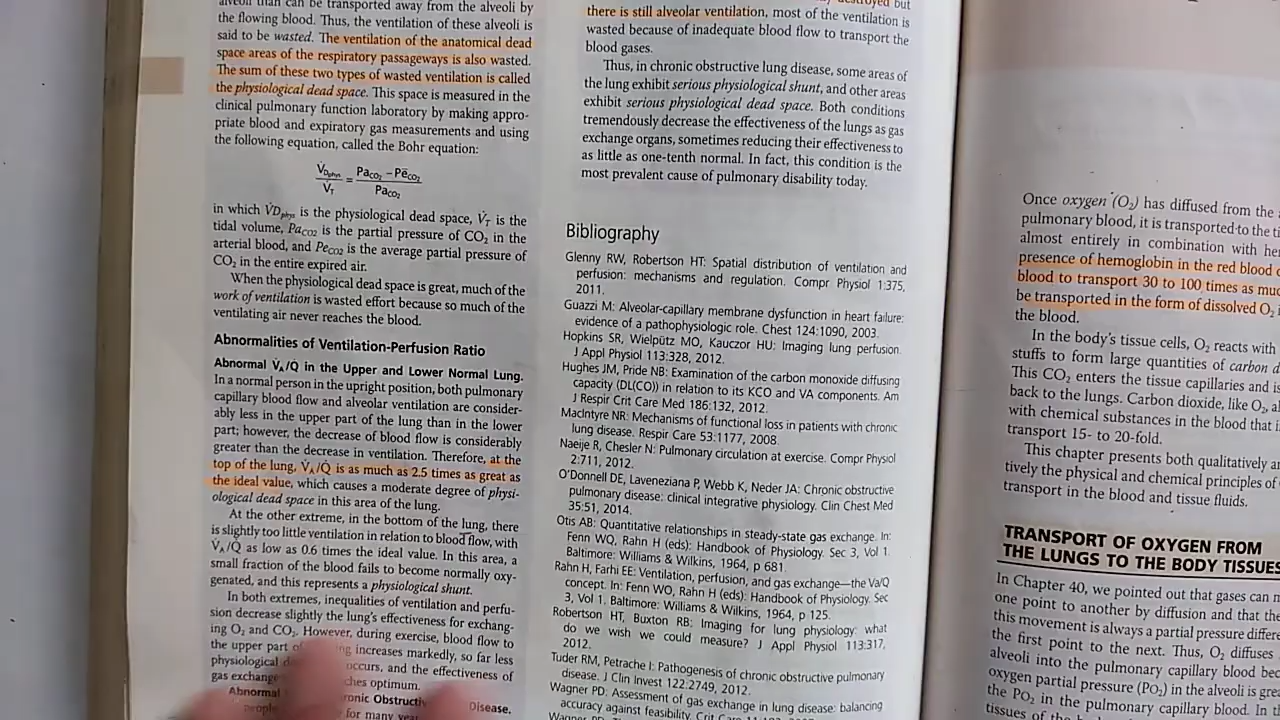 alveoli than can be transported away from the alveoli by
the flowing blood. Thus, the ventilation of these alveoli is
said to be wasted. The ventilation of the anatomical dead
space areas of the respiratory passageways is also wasted.
The sum of these two types of wasted ventilation is called
the physiological dead space. This space is measured in the
clinical pulmonary function laboratory by making appro-
priate blood and expiratory gas measurements and using
the following equation, called the Bohr equation:
V̇Dphys / V̇T = PaCO2 − PēCO2 / PaCO2
in which V̇Dphys is the physiological dead space, V̇T is the
tidal volume, PaCO2 is the partial pressure of CO2 in the
arterial blood, and PeCO2 is the average partial pressure of
CO2 in the entire expired air.
When the physiological dead space is great, much of the
work of ventilation is wasted effort because so much of the
ventilating air never reaches the blood.
Abnormalities of Ventilation-Perfusion Ratio
Abnormal V̇A/Q̇ in the Upper and Lower Normal Lung.
In a normal person in the upright position, both pulmonary
capillary blood flow and alveolar ventilation are consider-
ably less in the upper part of the lung than in the lower
part; however, the decrease of blood flow is considerably
greater than the decrease in ventilation. Therefore, at the
top of the lung, V̇A/Q̇ is as much as 2.5 times as great as
the ideal value, which causes a moderate degree of physi-
ological dead space in this area of the lung.
At the other extreme, in the bottom of the lung, there
is slightly too little ventilation in relation to blood flow, with
V̇A/Q̇ as low as 0.6 times the ideal value. In this area, a
small fraction of the blood fails to become normally oxy-
genated, and this represents a physiological shunt.
In both extremes, inequalities of ventilation and perfu-
sion decrease slightly the lung's effectiveness for exchang-
ing O2 and CO2. However, during exercise, blood flow to
the upper part of increases markedly, so far less
physiological occurs, and the effectiveness of
gas exchange optimum.
Abnormal Disease.
people for many
destroyed but
there is still alveolar ventilation, most of the ventilation is
wasted because of inadequate blood flow to transport the
blood gases.
Thus, in chronic obstructive lung disease, some areas of
the lung exhibit serious physiological shunt, and other areas
exhibit serious physiological dead space. Both conditions
tremendously decrease the effectiveness of the lungs as gas
exchange organs, sometimes reducing their effectiveness to
as little as one-tenth normal. In fact, this condition is the
most prevalent cause of pulmonary disability today.
Bibliography
Glenny RW, Robertson HT: Spatial distribution of ventilation and
perfusion: mechanisms and regulation. Compr Physiol 1:375,
2011.
Guazzi M: Alveolar-capillary membrane dysfunction in heart failure:
evidence of a pathophysiologic role. Chest 124:1090, 2003.
Hopkins SR, Wielpütz MO, Kauczor HU: Imaging lung perfusion.
J Appl Physiol 113:328, 2012.
Hughes JM, Pride NB: Examination of the carbon monoxide diffusing
capacity (DL(CO)) in relation to its KCO and VA components. Am
J Respir Crit Care Med 186:132, 2012.
MacIntyre NR: Mechanisms of functional loss in patients with chronic
lung disease. Respir Care 53:1177, 2008.
Naeije R, Chesler N: Pulmonary circulation at exercise. Compr Physiol
2:711, 2012.
O'Donnell DE, Laveneziana P, Webb K, Neder JA: Chronic obstructive
pulmonary disease: clinical integrative physiology. Clin Chest Med
35:51, 2014.
Otis AB: Quantitative relationships in steady-state gas exchange. In:
Fenn WQ, Rahn H (eds): Handbook of Physiology. Sec 3, Vol 1.
Baltimore: Williams & Wilkins, 1964, p 681.
Rahn H, Farhi EE: Ventilation, perfusion, and gas exchange—the Va/Q
concept. In: Fenn WO, Rahn H (eds): Handbook of Physiology. Sec
3, Vol 1. Baltimore: Williams & Wilkins, 1964, p 125.
Robertson HT, Buxton RB: Imaging for lung physiology: what
do we wish we could measure? J Appl Physiol 113:317,
2012.
Tuder RM, Petrache I: Pathogenesis of chronic obstructive pulmonary
disease. J Clin Invest 122:2749, 2012.
Wagner PD: Assessment of gas exchange in lung disease: balancing
accuracy against feasibility. Crit Care
Wagner
Once oxygen (O2) has diffused from the
pulmonary blood, it is transported to the
almost entirely in combination with
presence of hemoglobin in the red blood
blood to transport 30 to 100 times as
be transported in the form of dissolved O2
the blood.
In the body's tissue cells, O2 reacts with
stuffs to form large quantities of carbon
This CO2 enters the tissue capillaries and
back to the lungs. Carbon dioxide, like O2,
with chemical substances in the blood that
transport 15- to 20-fold.
This chapter presents both qualitatively
tively the physical and chemical principles of
transport in the blood and tissue fluids.
TRANSPORT OF OXYGEN FROM
THE LUNGS TO THE BODY TISSUES
In Chapter 40, we pointed out that gases can
one point to another by diffusion and that the
this movement is always a partial pressure
the first point to the next. Thus, O2 diffuses
alveoli into the pulmonary capillary blood
oxygen partial pressure (PO2) in the alveoli is
the PO2 in the pulmonary capillary blood. In
tissues of the